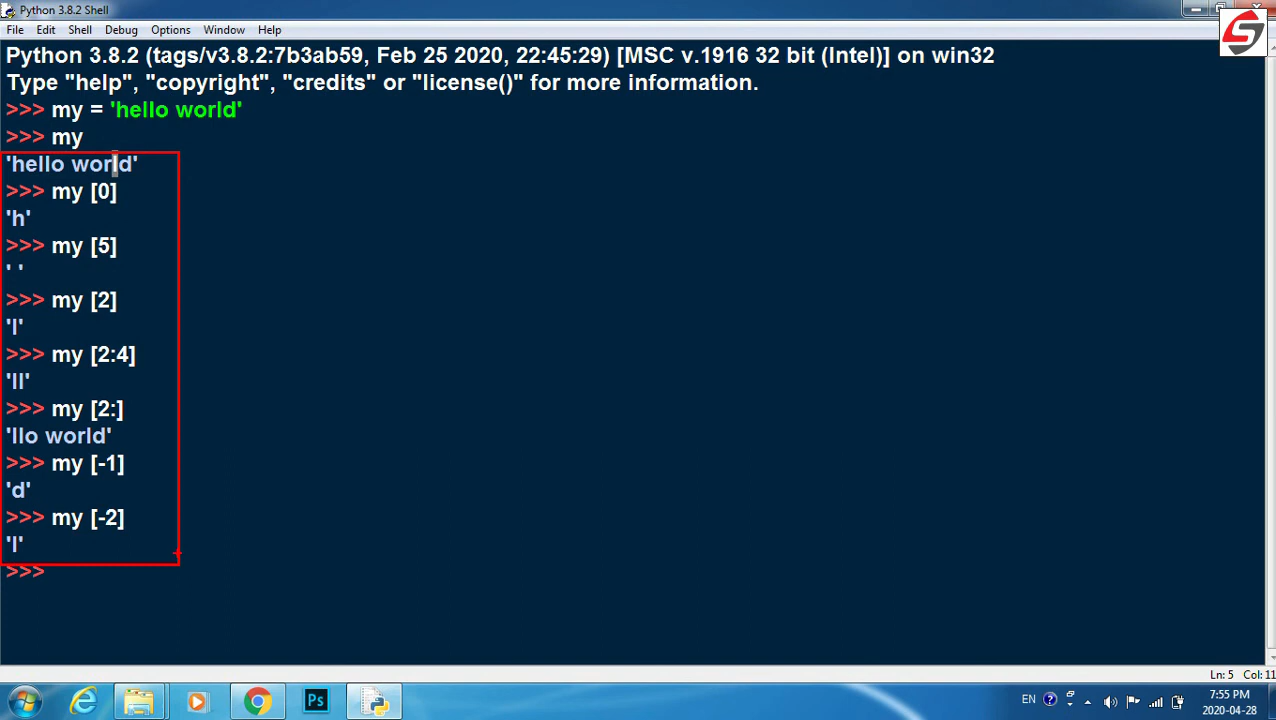 Python 3.8.2 Shell
File Edit Shell Debug Options Window Help
Python 3.8.2 (tags/v3.8.2:7b3ab59, Feb 25 2020, 22:45:29) [MSC v.1916 32 bit (Intel)] on win32
Type "help", "copyright", "credits" or "license()" for more information.
>>> my = 'hello world'
>>> my
'hello world'
>>> my [0]
'h'
>>> my [5]
' '
>>> my [2]
'l'
>>> my [2:4]
'll'
>>> my [2:]
'llo world'
>>> my [-1]
'd'
>>> my [-2]
'l'
>>>
Ln: 5 Col: 11
Ps
EN
7:55 PM
2020-04-28